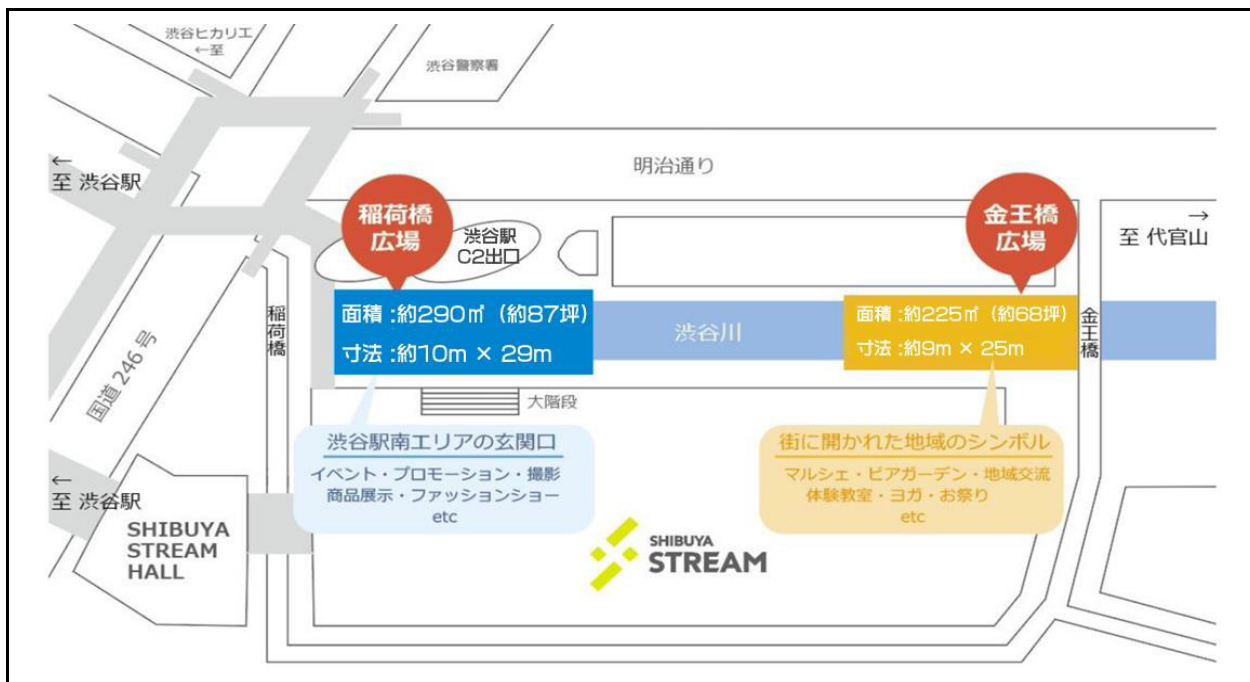 渋谷ヒカリエ
←至
渋谷警察署
←
至 渋谷駅
明治通り
稲荷橋
広場
渋谷駅
C2出口
金王橋
広場
→
至 代官山
稲荷橋
面積:約290㎡(約87坪)
寸法:約10m × 29m
渋谷川
面積:約225㎡(約68坪)
寸法:約9m × 25m
金王橋
国道 246 号
大階段
渋谷駅南エリアの玄関口
イベント・プロモーション・撮影
商品展示・ファッションショー
etc
街に開かれた地域のシンボル
マルシェ・ビアガーデン・地域交流
体験教室・ヨガ・お祭り
etc
←
至 渋谷駅
SHIBUYA
STREAM
HALL
SHIBUYA
STREAM